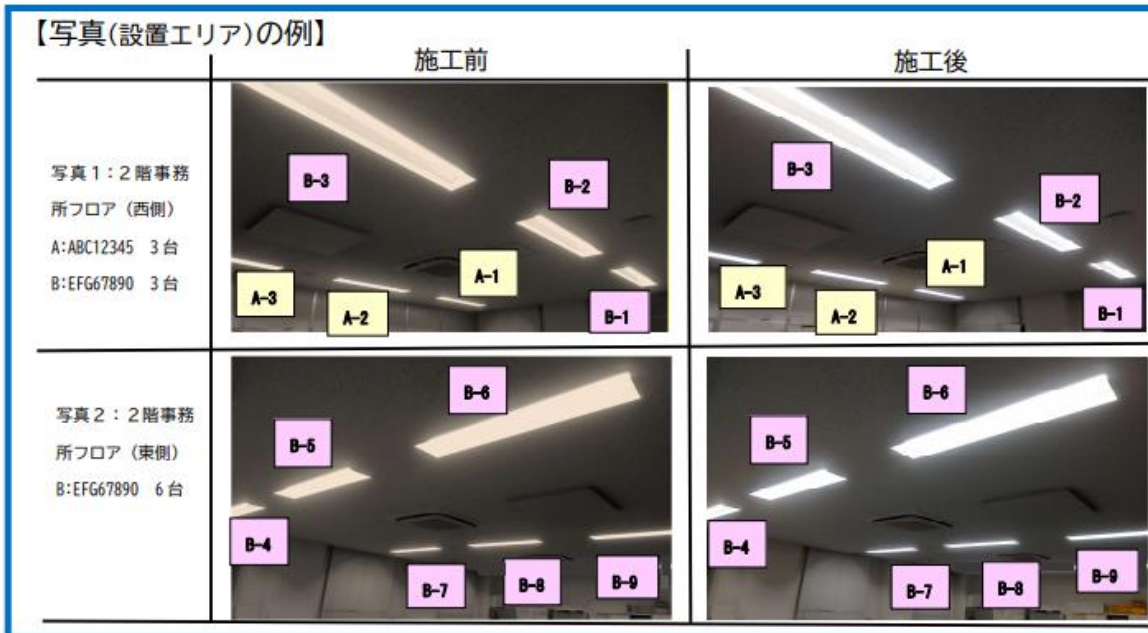 【写真(設置エリア)の例】
施工前
施工後
写真1:2階事務
所フロア (西側)
A:ABC12345 3台
B:EFG67890 3台
B-3
B-2
A-1
A-3
A-2
B-1
B-3
B-2
A-1
A-3
A-2
B-1
写真2:2階事務
所フロア (東側)
B:EFG67890 6台
B-6
B-5
B-4
B-7
B-8
B-9
B-6
B-5
B-4
B-7
B-8
B-9